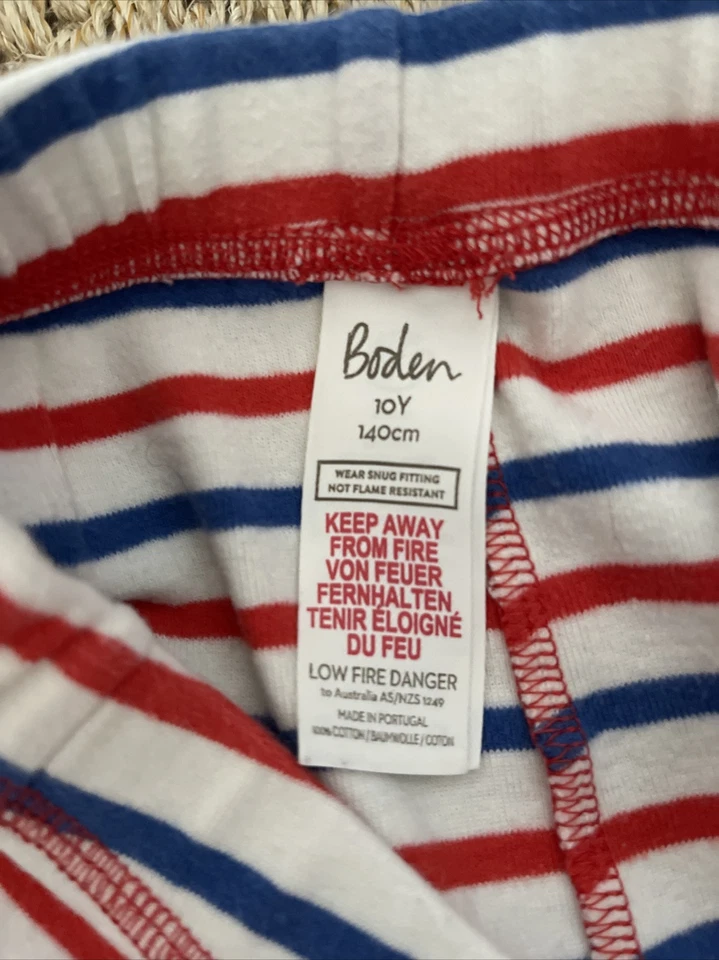 Boden
10Y
140cm
WEAR SNUG FITTING
NOT FLAME RESISTANT
KEEP AWAY
FROM FIRE
VON FEUER
FERNHALTEN
TENIR ÉLOIGNÉ
DU FEU
LOW FIRE DANGER
to Australia AS/NZS 1249
MADE IN PORTUGAL
100% COTTON / BAUMWOLLE / COTON